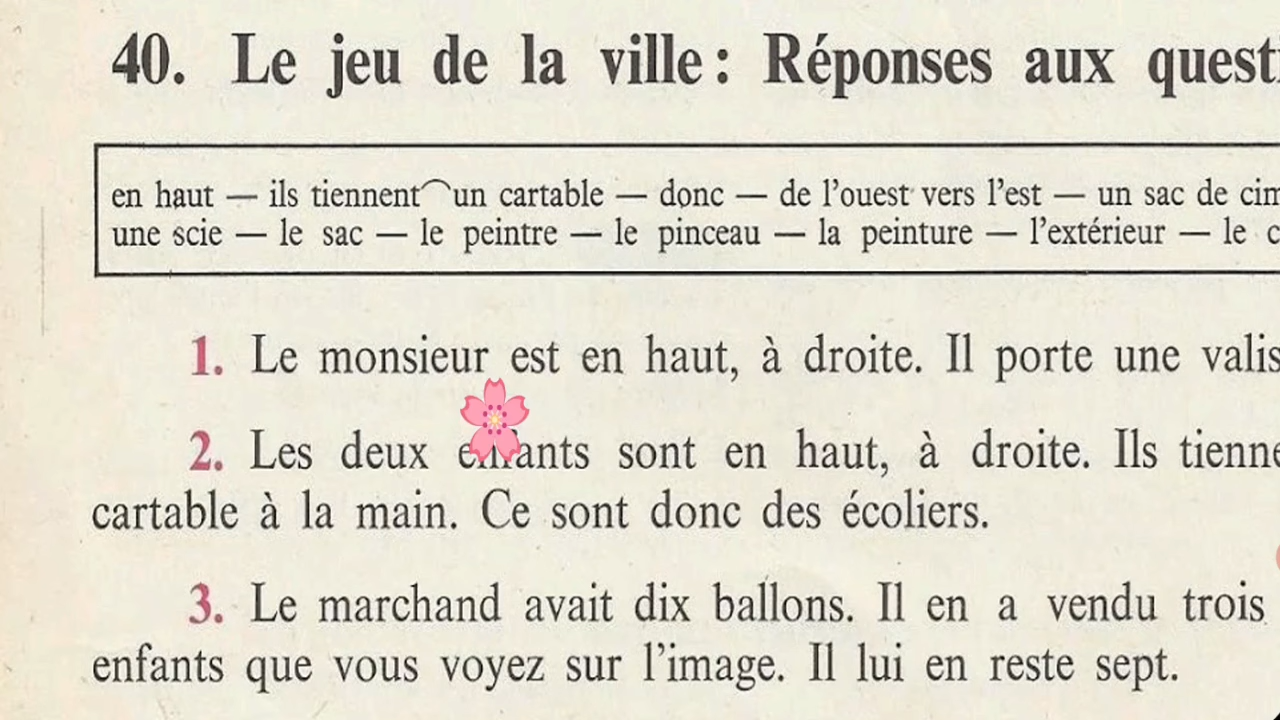 40. Le jeu de la ville : Réponses aux questi
en haut — ils tiennent‿un cartable — donc — de l'ouest vers l'est — un sac de cim
une scie — le sac — le peintre — le pinceau — la peinture — l'extérieur — le c
1. Le monsieur est en haut, à droite. Il porte une valis
2. Les deux enfants sont en haut, à droite. Ils tienne
cartable à la main. Ce sont donc des écoliers.
3. Le marchand avait dix ballons. Il en a vendu trois
enfants que vous voyez sur l'image. Il lui en reste sept.